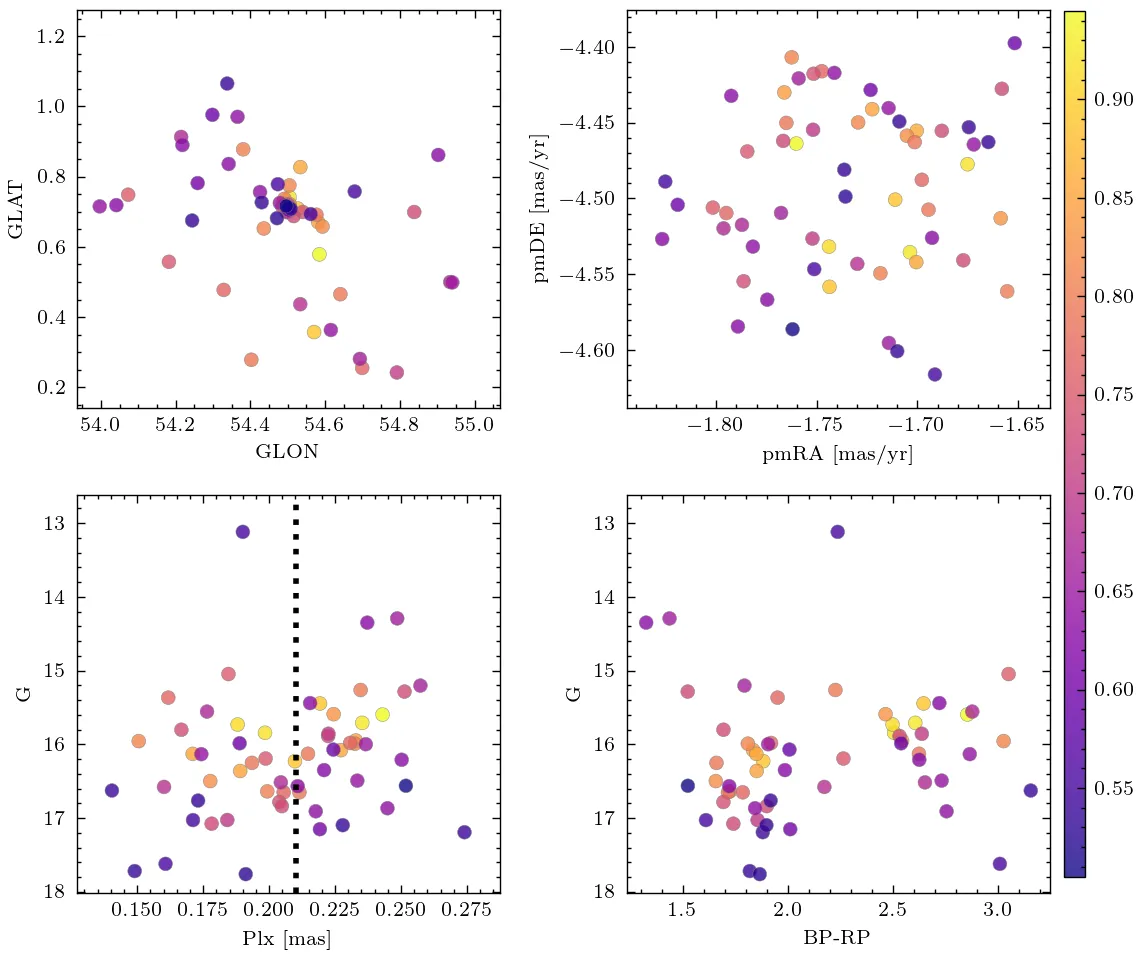 1.2
1.0
0.8
0.6
0.4
0.2
GLAT
54.0 54.2 54.4 54.6 54.8 55.0
GLON
−4.40
−4.45
−4.50
−4.55
−4.60
pmDE [mas/yr]
−1.80 −1.75 −1.70 −1.65
pmRA [mas/yr]
0.90
0.85
0.80
0.75
0.70
0.65
0.60
0.55
13
14
15
16
17
18
G
0.150 0.175 0.200 0.225 0.250 0.275
Plx [mas]
13
14
15
16
17
18
G
1.5 2.0 2.5 3.0
BP-RP